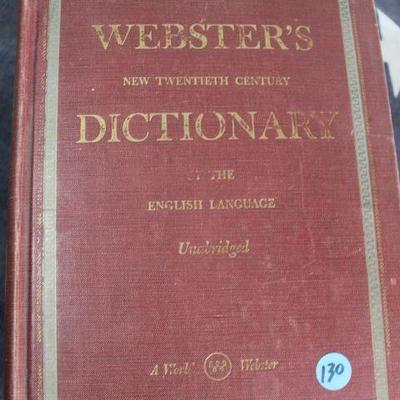 WEBSTER'S
NEW TWENTIETH CENTURY
DICTIONARY
THE
ENGLISH LANGUAGE
Unabridged
A World Webster
130